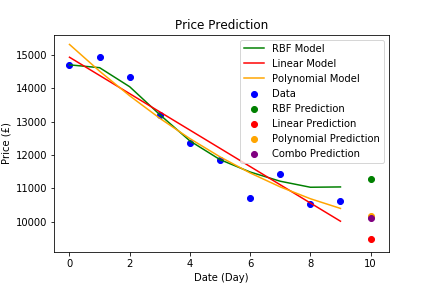 Price Prediction
RBF Model
Linear Model
Polynomial Model
Data
RBF Prediction
Linear Prediction
Polynomial Prediction
Combo Prediction
Price (£)
15000
14000
13000
12000
11000
10000
0 2 4 6 8 10
Date (Day)